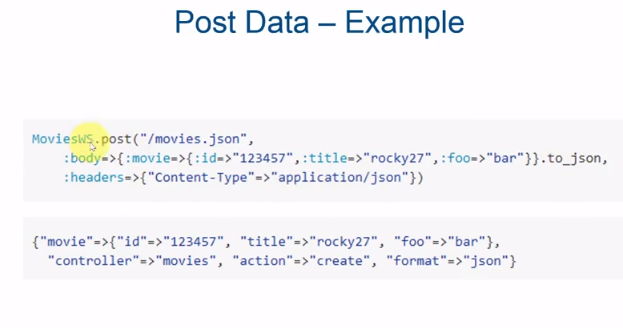 Post Data – Example
MoviesWS.post("/movies.json",
:body=>{:movie=>{:id=>"123457",:title=>"rocky27",:foo=>"bar"}}.to_json,
:headers=>{"Content-Type"=>"application/json"})
{"movie"=>{"id"=>"123457", "title"=>"rocky27", "foo"=>"bar"},
"controller"=>"movies", "action"=>"create", "format"=>"json"}